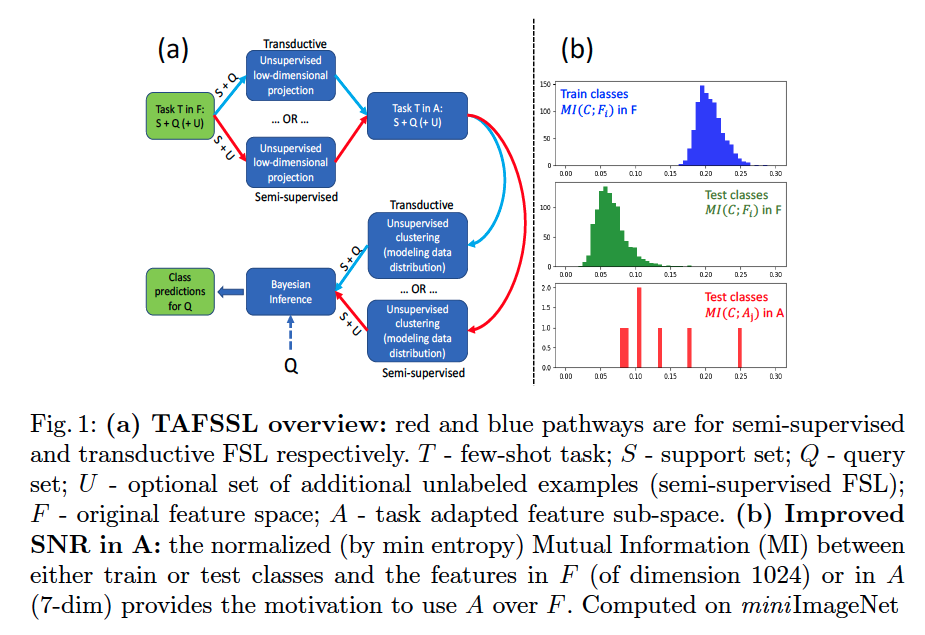 (a)
Transductive
Unsupervised
low-dimensional
projection
S + Q
Task T in F:
S + Q (+ U)
... OR ...
Task T in A:
S + Q (+ U)
S + U
Unsupervised
low-dimensional
projection
Semi-supervised
Transductive
Unsupervised
clustering
(modeling data
distribution)
S + Q
Class
predictions
for Q
Bayesian
Inference
... OR ...
S + U
Unsupervised
clustering
(modeling data
distribution)
Q
Semi-supervised
(b)
Train classes
MI(C; Fᵢ) in F
150
100
50
0
0.00 0.05 0.10 0.15 0.20 0.25 0.30
Test classes
MI(C; Fᵢ) in F
100
50
0
0.00 0.05 0.10 0.15 0.20 0.25 0.30
Test classes
MI(C; Aⱼ) in A
2.0
1.5
1.0
0.5
0.0
0.00 0.05 0.10 0.15 0.20 0.25 0.30
Fig. 1: (a) TAFSSL overview: red and blue pathways are for semi-supervised
and transductive FSL respectively. T - few-shot task; S - support set; Q - query
set; U - optional set of additional unlabeled examples (semi-supervised FSL);
F - original feature space; A - task adapted feature sub-space. (b) Improved
SNR in A: the normalized (by min entropy) Mutual Information (MI) between
either train or test classes and the features in F (of dimension 1024) or in A
(7-dim) provides the motivation to use A over F. Computed on miniImageNet